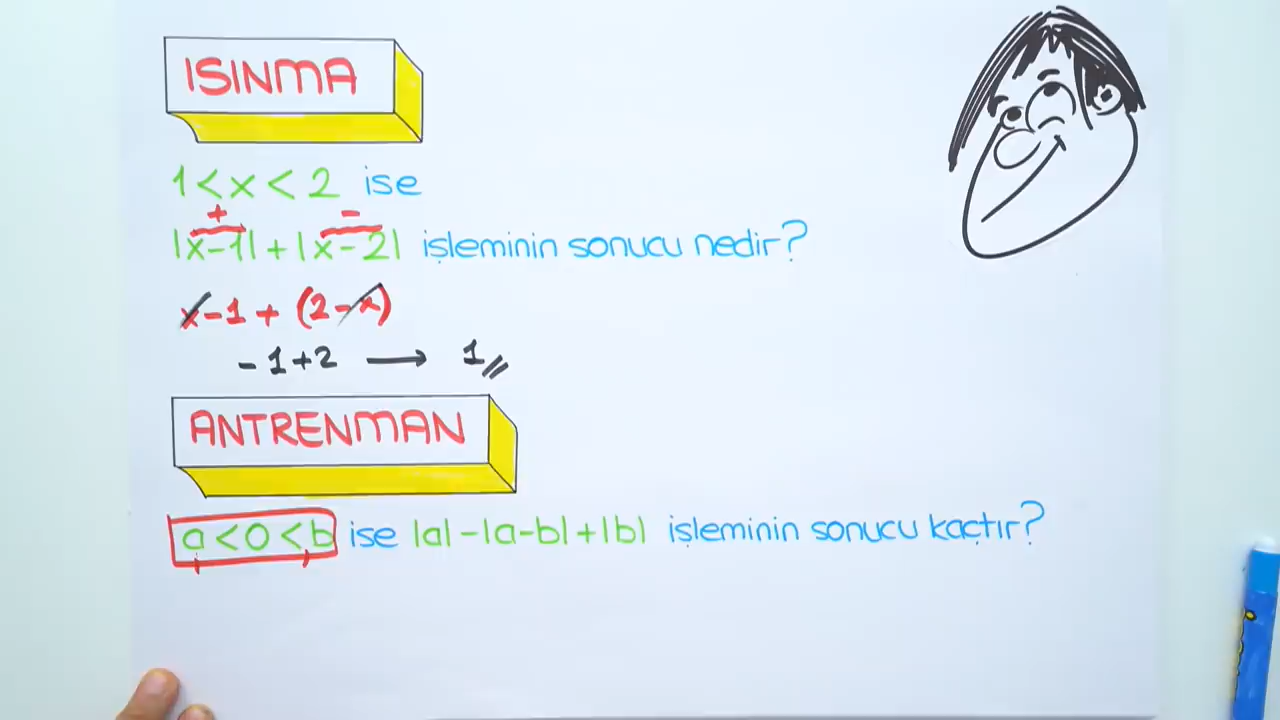 ISINMA
1 < x < 2 ise
+ -
|x-1| + |x-2| işleminin sonucu nedir?
x-1 + (2-x)
-1+2 → 1
ANTRENMAN
a < 0 < b ise |a| - |a-b| + |b| işleminin sonucu kaçtır?